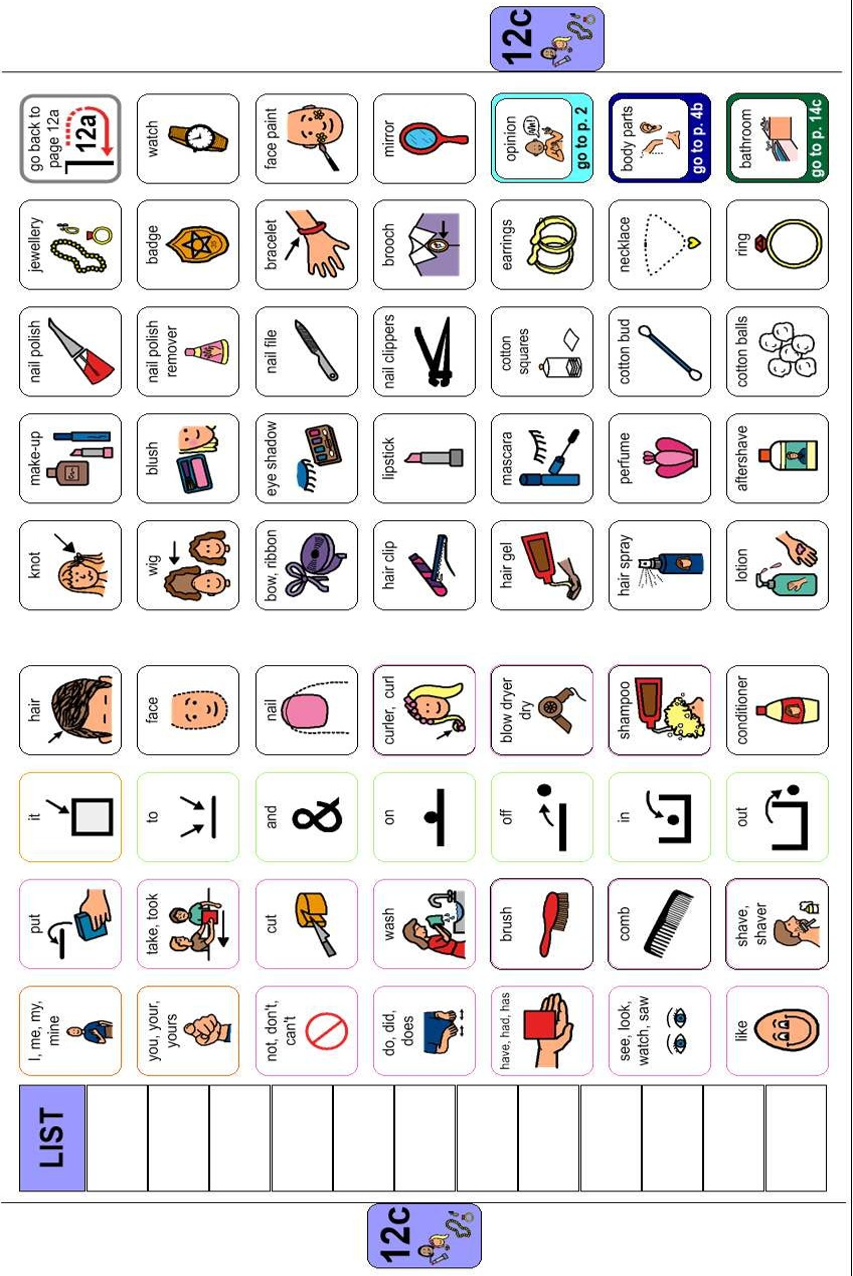 LIST
I, me, my,
mine
put
it
hair
knot
make-up
nail polish
jewellery
go back to
page 12a
12a
you, your,
yours
take, took
to
face
wig
blush
nail polish
remover
badge
watch
not, don't,
can't
cut
and
&
nail
bow, ribbon
eye shadow
nail file
bracelet
face paint
12c
do, did,
does
wash
on
curler, curl
hair clip
lipstick
nail clippers
brooch
mirror
have, had, has
brush
off
blow dryer
dry
hair gel
mascara
cotton
squares
earrings
opinion
go to p. 2
12c
see, look,
watch, saw
comb
in
shampoo
hair spray
perfume
cotton bud
necklace
body parts
go to p. 4b
like
shave,
shaver
out
conditioner
lotion
aftershave
cotton balls
ring
bathroom
go to p. 14c